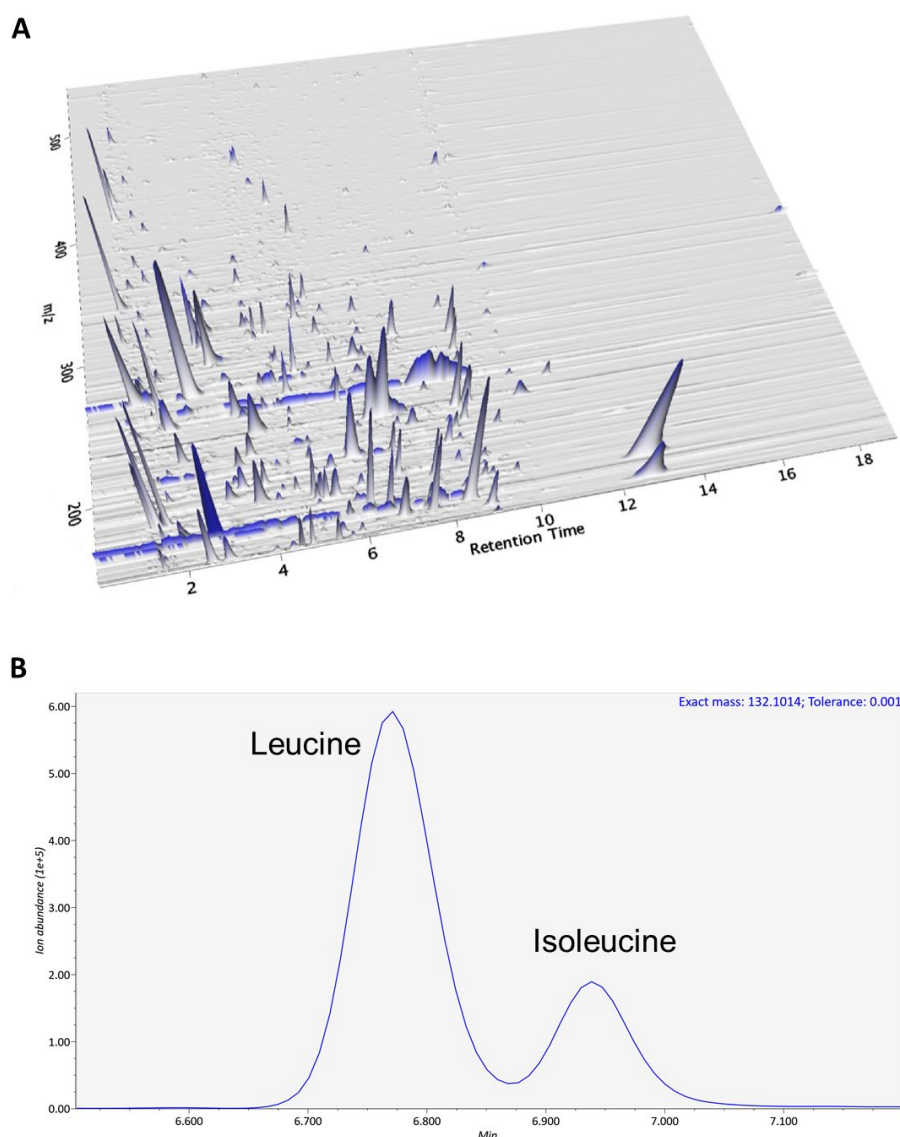 A
500
400
m/z
300
200
2
4
6
8
10
12
14
16
18
Retention Time
B
Exact mass: 132.1014; Tolerance: 0.001
6.00
Leucine
5.00
4.00
Ion abundance (1e+5)
3.00
Isoleucine
2.00
1.00
0.00
6.600
6.700
6.800
6.900
7.000
7.100
Min